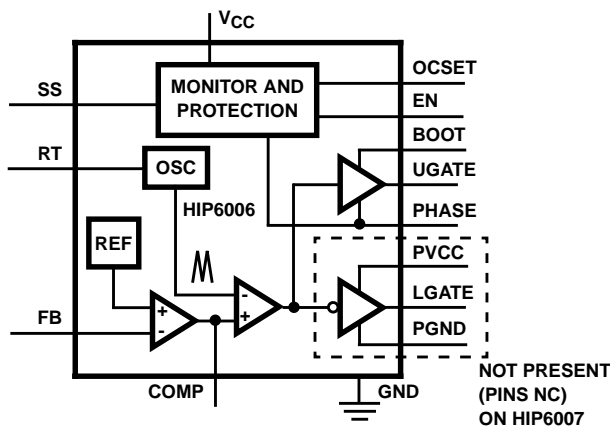 VCC
OCSET
MONITOR AND
PROTECTION
SS
EN
BOOT
RT
OSC
UGATE
HIP6006
PHASE
REF
PVCC
+
-
-
+
LGATE
FB
PGND
COMP
GND
NOT PRESENT
(PINS NC)
ON HIP6007